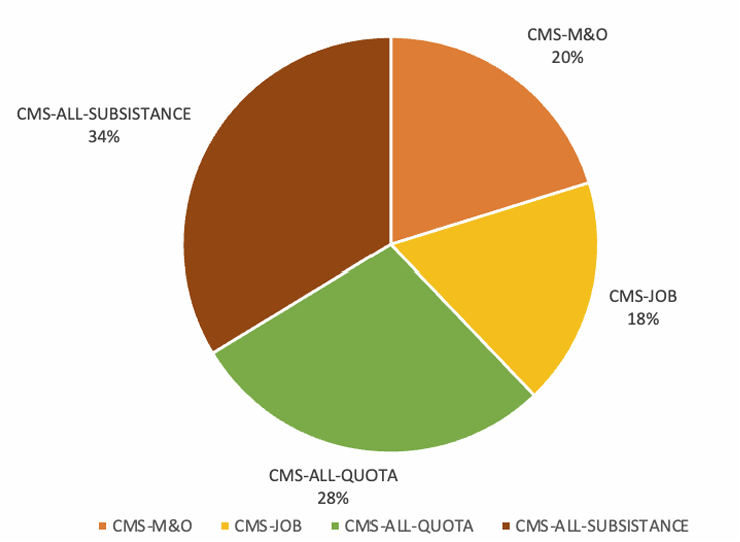 CMS-M&O
20%
CMS-ALL-SUBSISTANCE
34%
CMS-JOB
18%
CMS-ALL-QUOTA
28%
CMS-M&O CMS-JOB CMS-ALL-QUOTA CMS-ALL-SUBSISTANCE